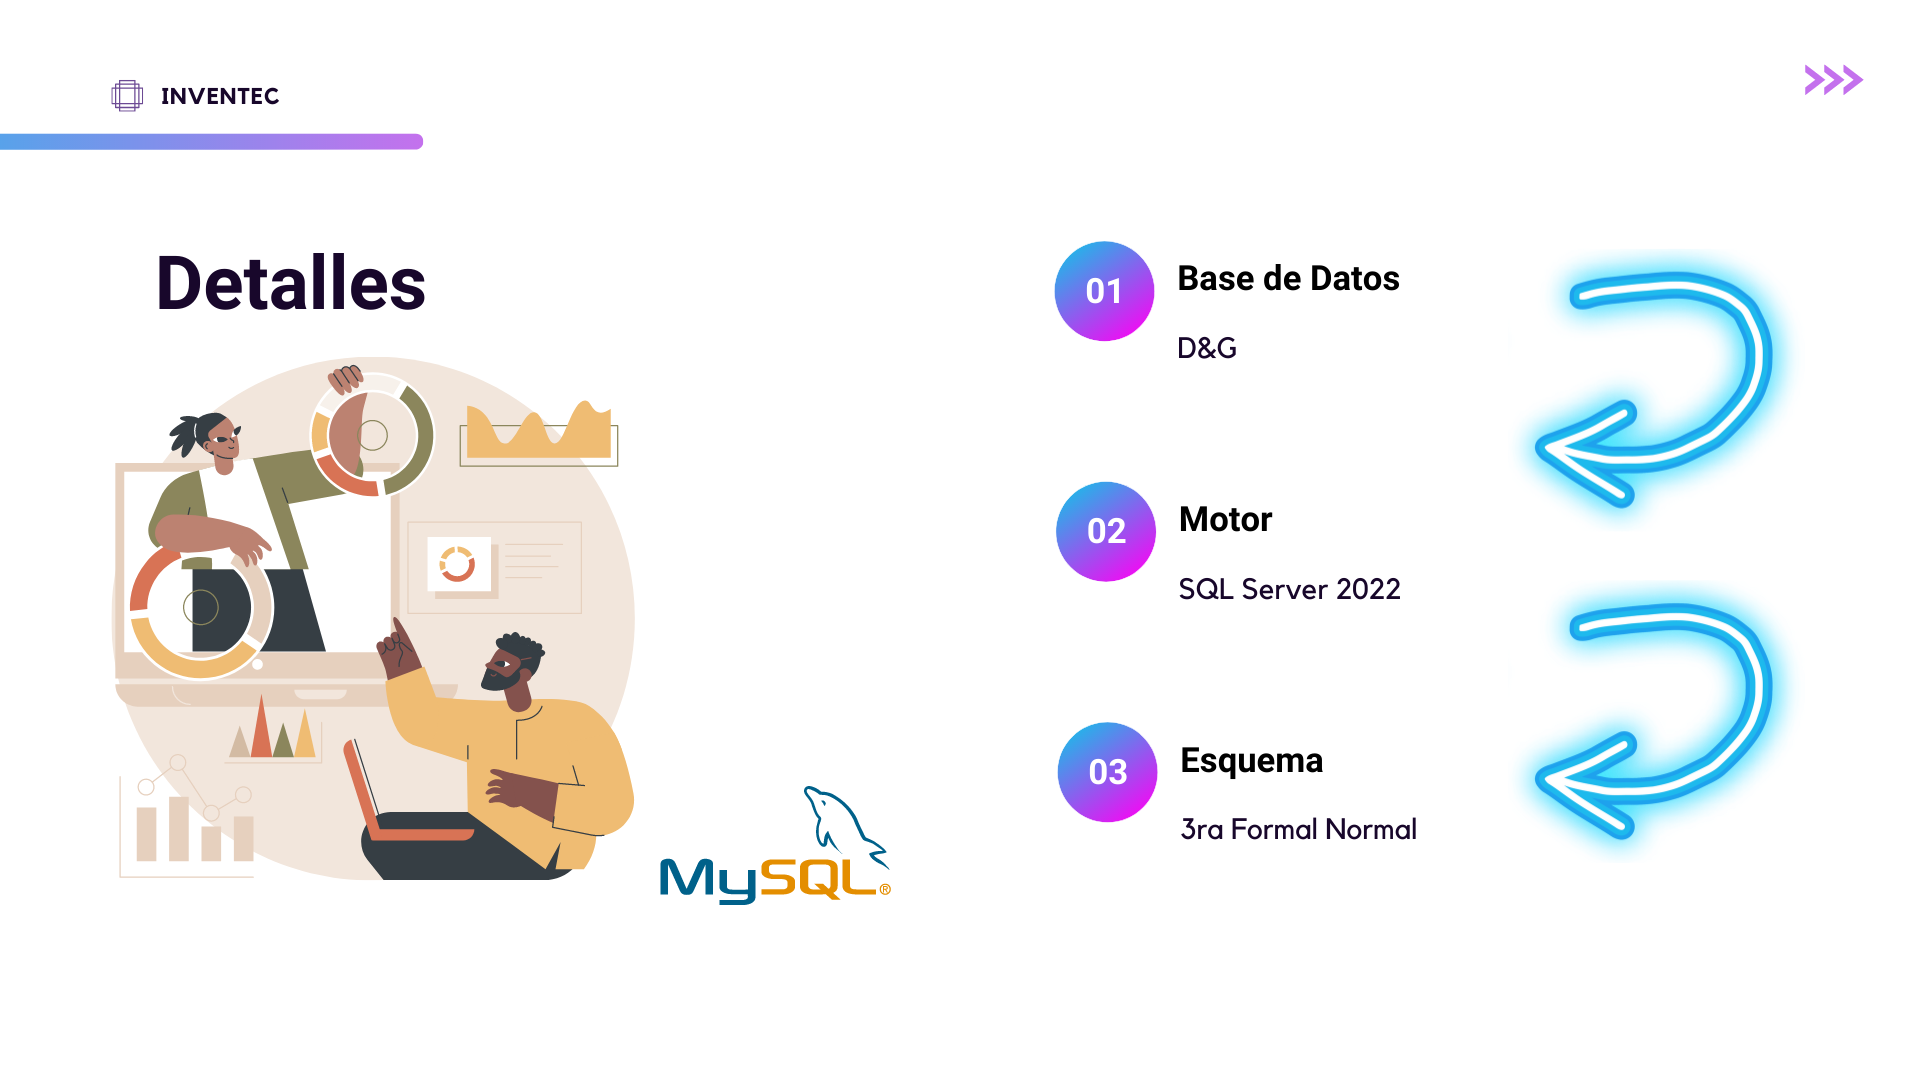 INVENTEC
Detalles
01
Base de Datos
D&G
02
Motor
SQL Server 2022
03
Esquema
3ra Formal Normal
MySQL®